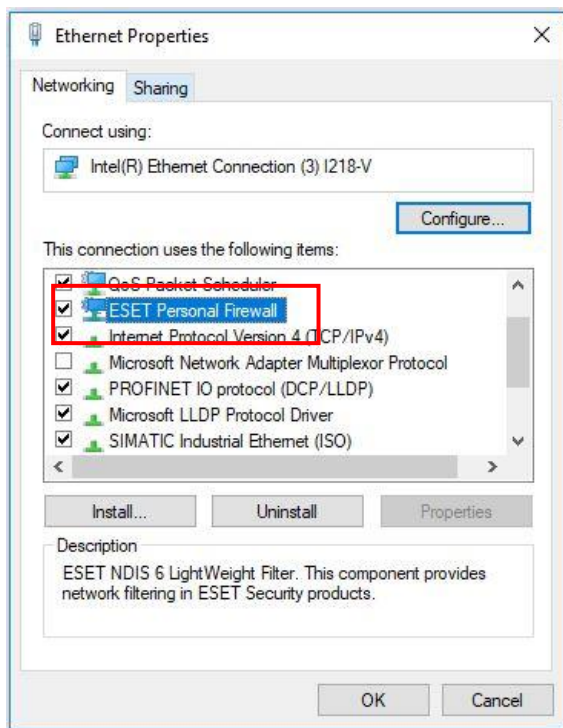 Ethernet Properties
Networking
Sharing
Connect using:
Intel(R) Ethernet Connection (3) I218-V
Configure...
This connection uses the following items:
QoS Packet Scheduler
ESET Personal Firewall
Internet Protocol Version 4 (TCP/IPv4)
Microsoft Network Adapter Multiplexor Protocol
PROFINET IO protocol (DCP/LLDP)
Microsoft LLDP Protocol Driver
SIMATIC Industrial Ethernet (ISO)
Install...
Uninstall
Properties
Description
ESET NDIS 6 LightWeight Filter. This component provides
network filtering in ESET Security products.
OK
Cancel